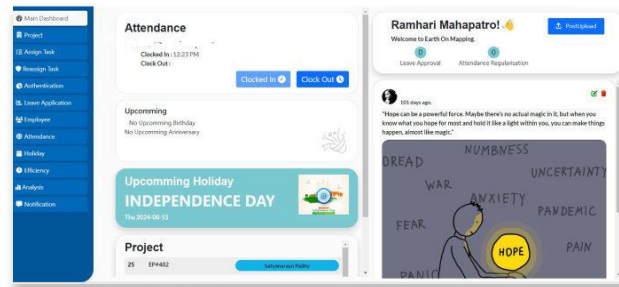 Main Dashboard
Project
Assign Task
Reassign Task
Authentication
Leave Application
Employee
Attendance
Holiday
Efficiency
Analysis
Notification
Attendance
Clocked In : 12:23 PM
Clock Out :
Clocked In
Clock Out
Upcomming
No Upcomming Birthday
No Upcomming Anniversary
Upcomming Holiday
INDEPENDENCE DAY
Thu 2024-08-15
Project
25 EP#402
Ramhari Mahapatro!
PostUpload
Welcome to Earth On Mapping.
0
Leave Approval
0
Attendance Regularisation
101 days ago.
"Hope can be a powerful force. Maybe there's no actual magic in it, but when you
know what you hope for most and hold it like a light within you, you can make things
happen, almost like magic."
NUMBNESS
DREAD
UNCERTAINTY
WAR
ANXIETY
PANDEMIC
FEAR
HOPE
PAIN
PANIC